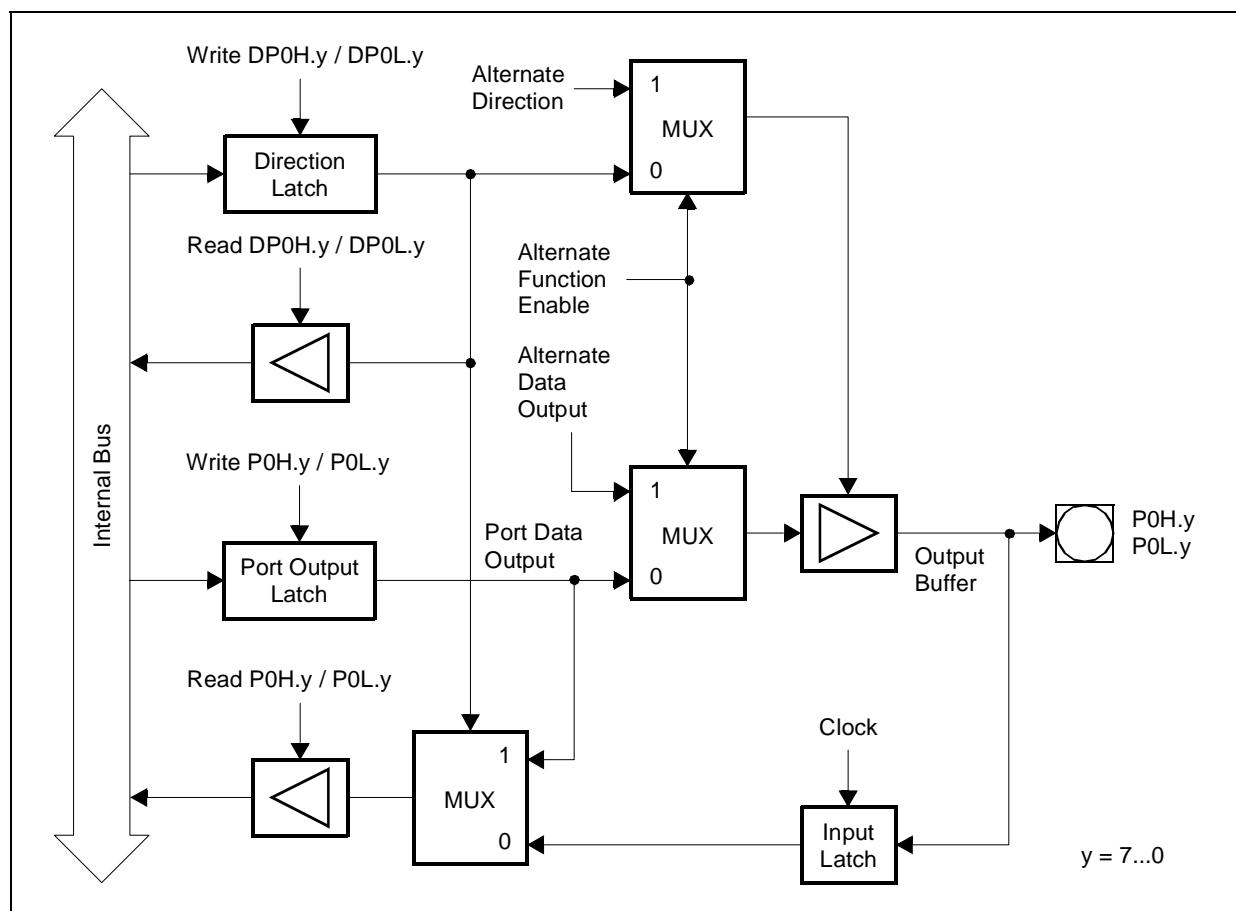 Write DP0H.y / DP0L.y
Alternate
Direction
1
MUX
0
Direction
Latch
Read DP0H.y / DP0L.y
Alternate
Function
Enable
Alternate
Data
Output
Internal Bus
Write P0H.y / P0L.y
Port Data
Output
1
MUX
0
Output
Buffer
P0H.y
P0L.y
Port Output
Latch
Read P0H.y / P0L.y
Clock
1
MUX
0
Input
Latch
y = 7...0